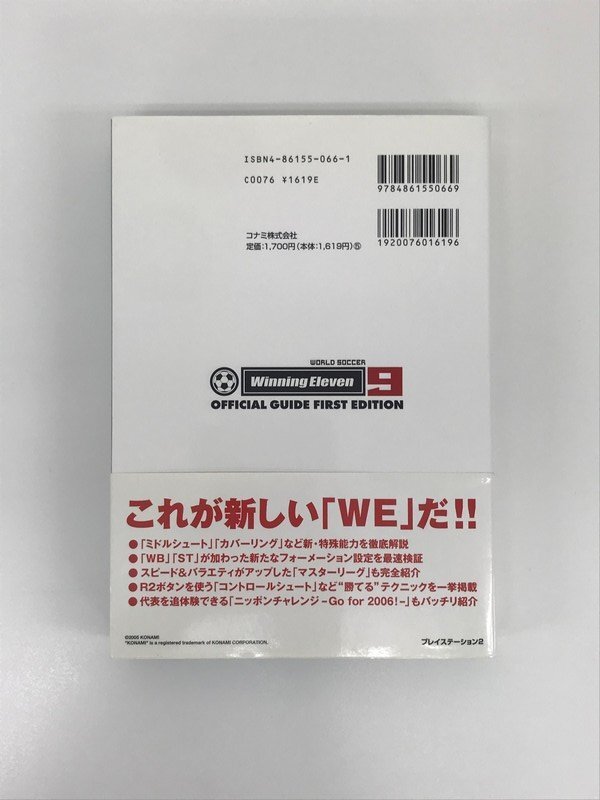 ISBN4-86155-066-1
C0076 ¥1619E
9784861550669
コナミ株式会社
定価:1,700円(本体:1,619円)⑤
1920076016196
WORLD SOCCER
Winning Eleven 9
OFFICIAL GUIDE FIRST EDITION
これが新しい「WE」だ!!
●「ミドルシュート」「カバーリング」など新・特殊能力を徹底解説
●「WB」「ST」が加わった新たなフォーメーション設定を最速検証
●スピード&バラエティがアップした「マスターリーグ」も完全紹介
●R2ボタンを使う「コントロールシュート」など“勝てる”テクニックを一挙掲載
●代表を追体験できる「ニッポンチャレンジ-Go for 2006!-」もバッチリ紹介
©2005 KONAMI
"KONAMI" is a registered trademark of KONAMI CORPORATION.
プレイステーション2